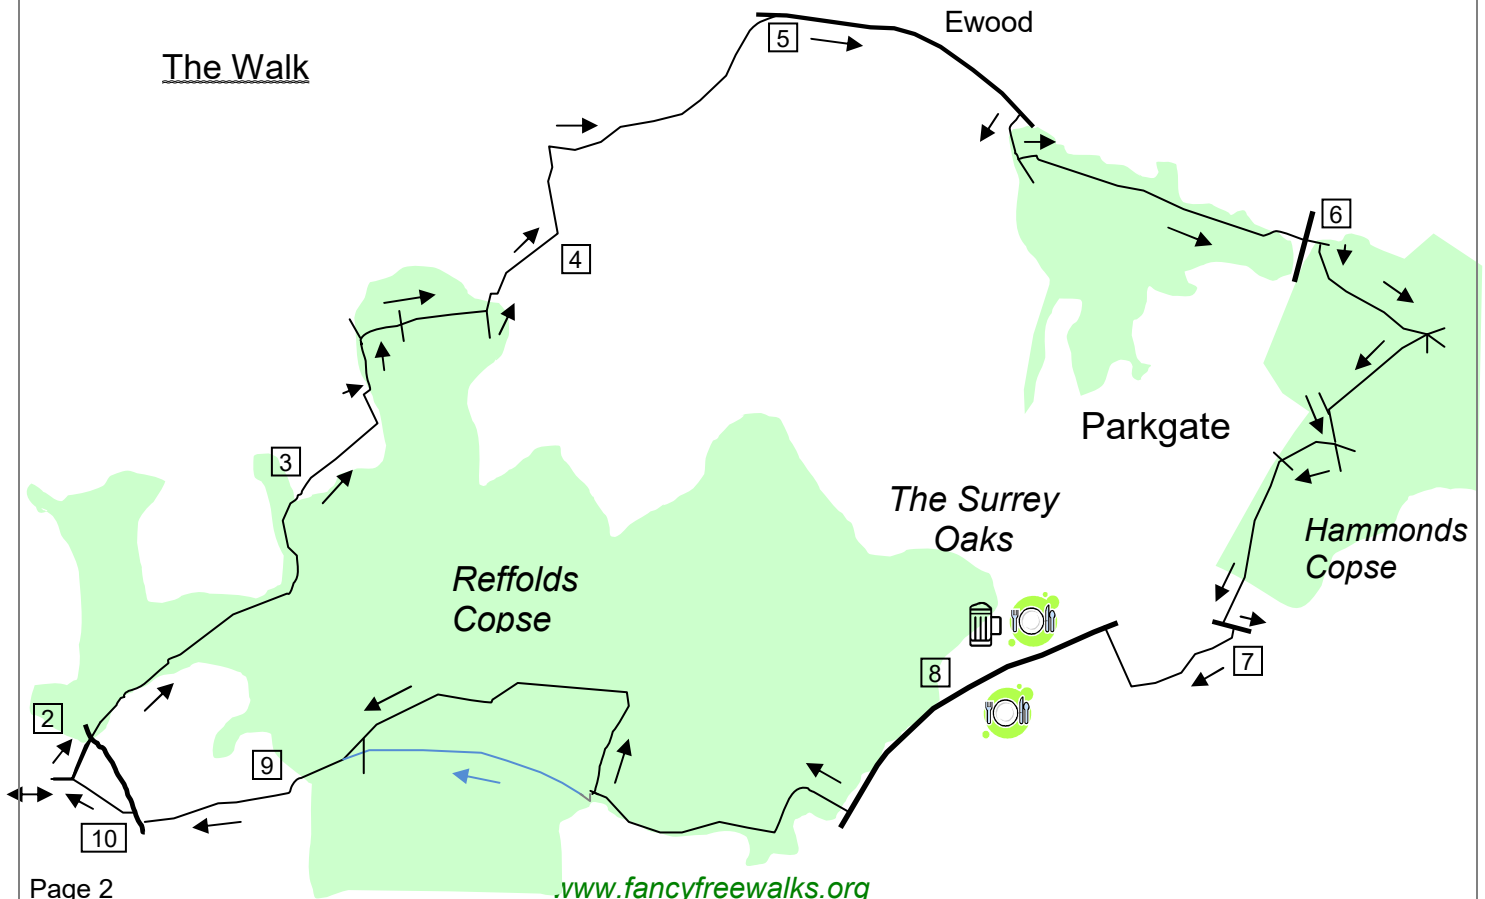 Ewood
5
The Walk
6
4
Parkgate
3
The Surrey
Oaks
Hammonds
Copse
Reffolds
Copse
7
8
2
9
10
Page 2
www.fancyfreewalks.org